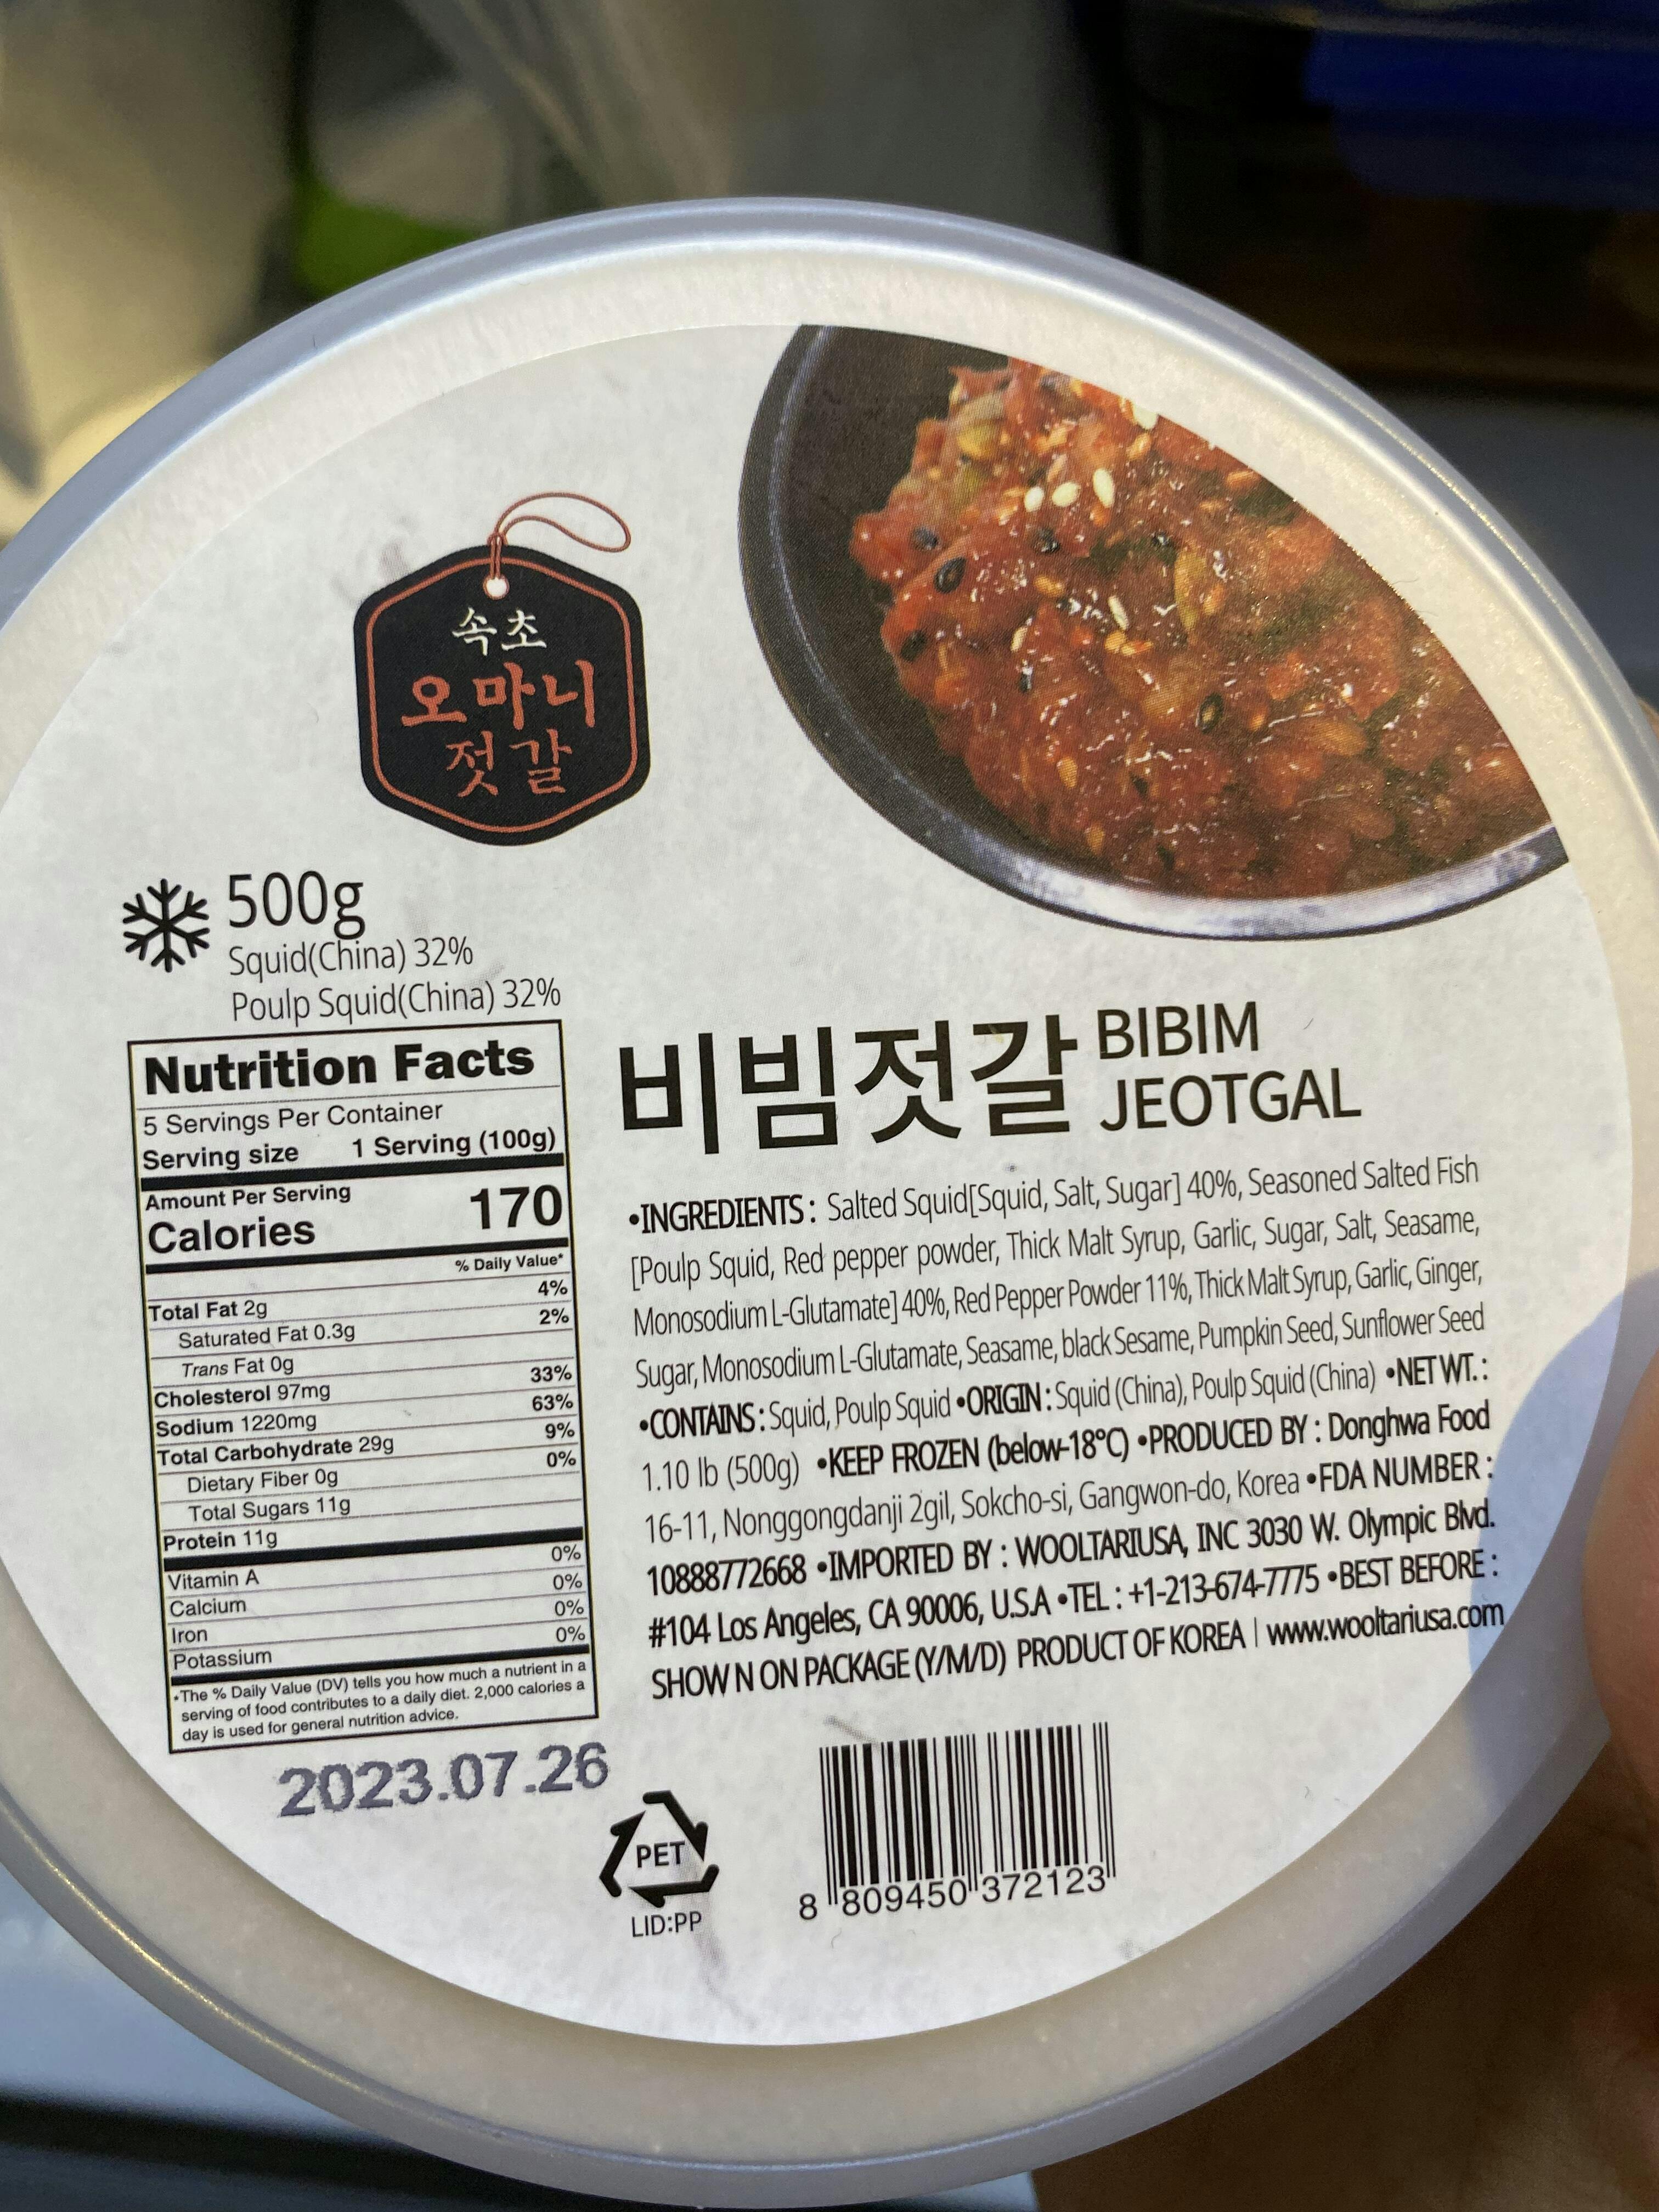 속초
오마니
젓갈
500g
Squid(China) 32%
Poulp Squid(China) 32%
Nutrition Facts
5 Servings Per Container
Serving size 1 Serving (100g)
Amount Per Serving
Calories 170
% Daily Value*
Total Fat 2g 4%
Saturated Fat 0.3g 2%
Trans Fat 0g
Cholesterol 97mg 33%
Sodium 1220mg 63%
Total Carbohydrate 29g 9%
Dietary Fiber 0g 0%
Total Sugars 11g
Protein 11g
Vitamin A 0%
Calcium 0%
Iron 0%
Potassium 0%
•The % Daily Value (DV) tells you how much a nutrient in a
serving of food contributes to a daily diet. 2,000 calories a
day is used for general nutrition advice.
비빔젓갈 BIBIM
JEOTGAL
•INGREDIENTS : Salted Squid[Squid, Salt, Sugar] 40%, Seasoned Salted Fish
[Poulp Squid, Red pepper powder, Thick Malt Syrup, Garlic, Sugar, Salt, Seasame,
Monosodium L-Glutamate] 40%, Red Pepper Powder 11%, Thick Malt Syrup, Garlic, Ginger,
Sugar, Monosodium L-Glutamate, Seasame, black Sesame, Pumpkin Seed, Sunflower Seed
•CONTAINS : Squid, Poulp Squid •ORIGIN : Squid (China), Poulp Squid (China) •NET WT. :
1.10 lb (500g) •KEEP FROZEN (below-18℃) •PRODUCED BY : Donghwa Food
16-11, Nonggongdanji 2gil, Sokcho-si, Gangwon-do, Korea •FDA NUMBER :
10888772668 •IMPORTED BY : WOOLTARIUSA, INC 3030 W. Olympic Blvd.
#104 Los Angeles, CA 90006, U.S.A •TEL : +1-213-674-7775 •BEST BEFORE :
SHOW N ON PACKAGE (Y/M/D) PRODUCT OF KOREA | www.wooltariusa.com
2023.07.26
PET
LID:PP
8 809450 372123